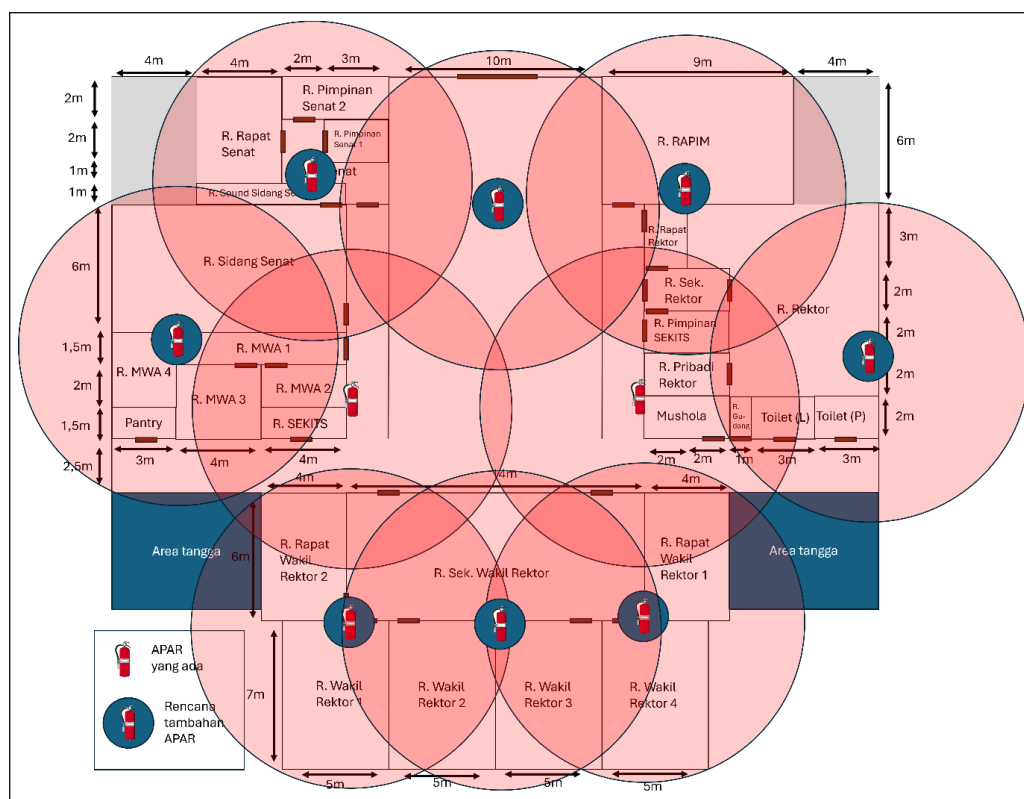 4m
4m
2m
3m
10m
9m
4m
2m
2m
1m
1m
R. Pimpinan
Senat 2
R. Rapat
Senat
R. Pimpinan
Senat 1
R. Sound Sidang
R. RAPIM
6m
6m
R. Sidang Senat
R. Rapat
Rektor
3m
R. Sek.
Rektor
2m
R. Rektor
R. Pimpinan
SEKITS
2m
1,5m
R. MWA 1
R. MWA 4
2m
R. MWA 3
R. MWA 2
R. Pribadi
Rektor
2m
1,5m
Pantry
R. SEKITS
Mushola
R.
Gu-
dang
Toilet (L)
Toilet (P)
2m
2,5m
3m
4m
4m
2m
2m
1m
3m
3m
4m
4m
4m
Area tangga
6m
R. Rapat
Wakil
Rektor 2
R. Sek. Wakil Rektor
R. Rapat
Wakil
Rektor 1
Area tangga
APAR
yang ada
Rencana
tambahan
APAR
7m
R. Wakil
Rektor 1
R. Wakil
Rektor 2
R. Wakil
Rektor 3
R. Wakil
Rektor 4
5m
5m
5m
5m